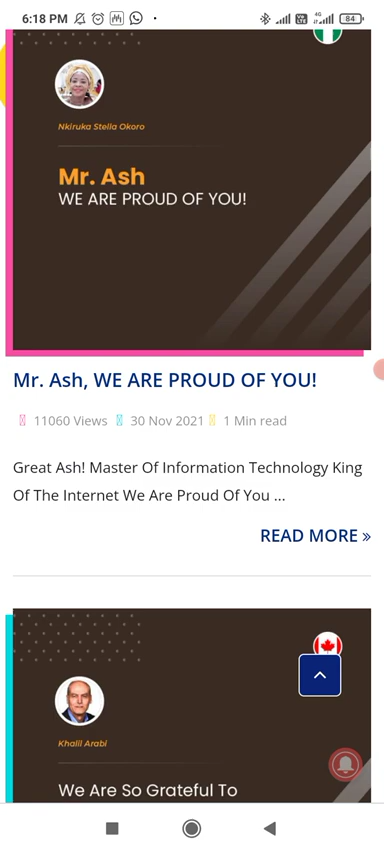 6:18 PM
4G
84
Nkiruka Stella Okoro
Mr. Ash
WE ARE PROUD OF YOU!
Mr. Ash, WE ARE PROUD OF YOU!
11060 Views 30 Nov 2021 1 Min read
Great Ash! Master Of Information Technology King
Of The Internet We Are Proud Of You ...
READ MORE »
Khalil Arabi
We Are So Grateful To